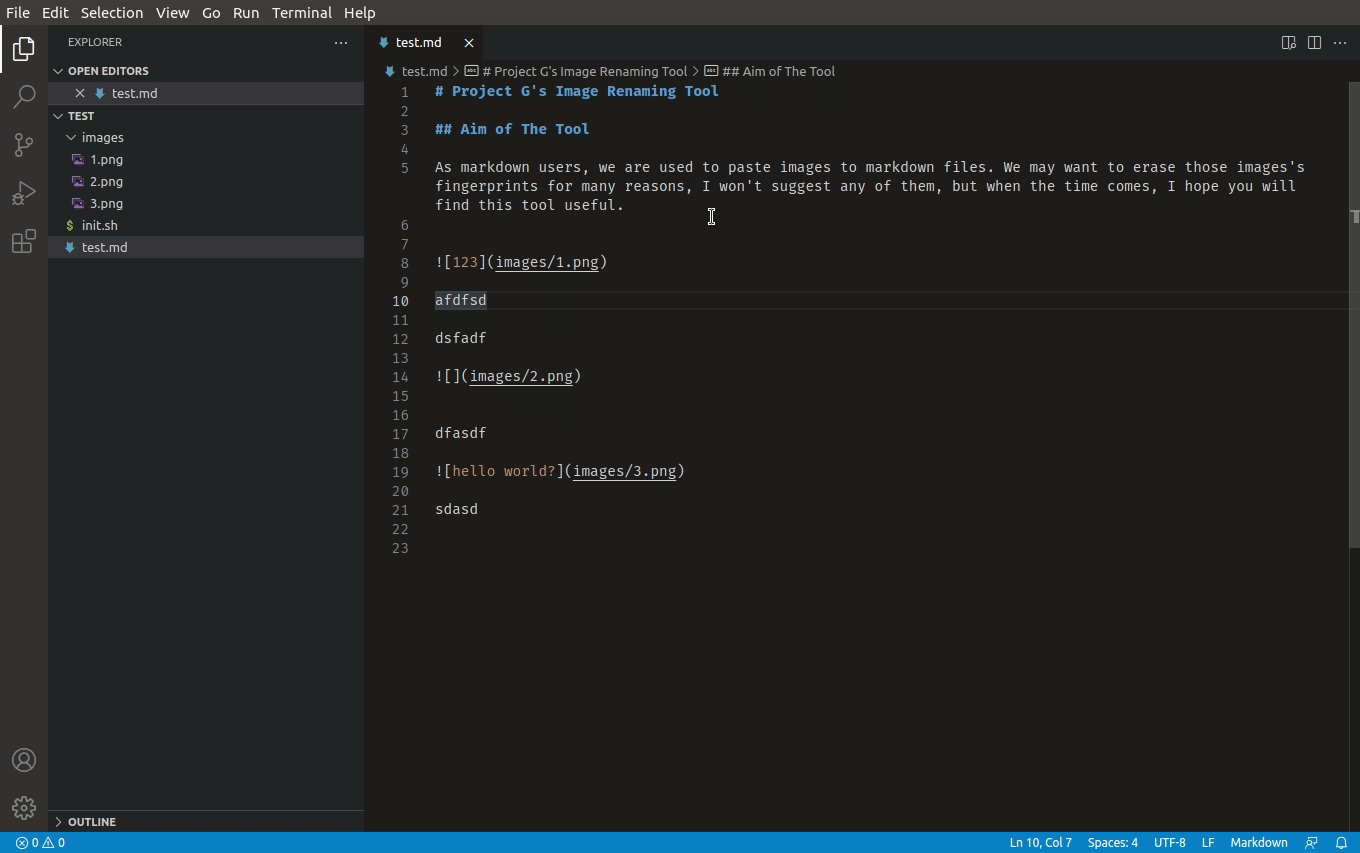 File Edit Selection View Go Run Terminal Help
EXPLORER
OPEN EDITORS
test.md
TEST
images
1.png
2.png
3.png
init.sh
test.md
OUTLINE
test.md
test.md > # Project G's Image Renaming Tool > ## Aim of The Tool
1 # Project G's Image Renaming Tool
2
3 ## Aim of The Tool
4
5 As markdown users, we are used to paste images to markdown files. We may want to erase those images's
fingerprints for many reasons, I won't suggest any of them, but when the time comes, I hope you will
find this tool useful.
6
7
8 ![123](images/1.png)
9
10 afdfsd
11
12 dsfadf
13
14 ![](images/2.png)
15
16
17 dfasdf
18
19 ![hello world?](images/3.png)
20
21 sdasd
22
23
0 0 Ln 10, Col 7 Spaces: 4 UTF-8 LF Markdown